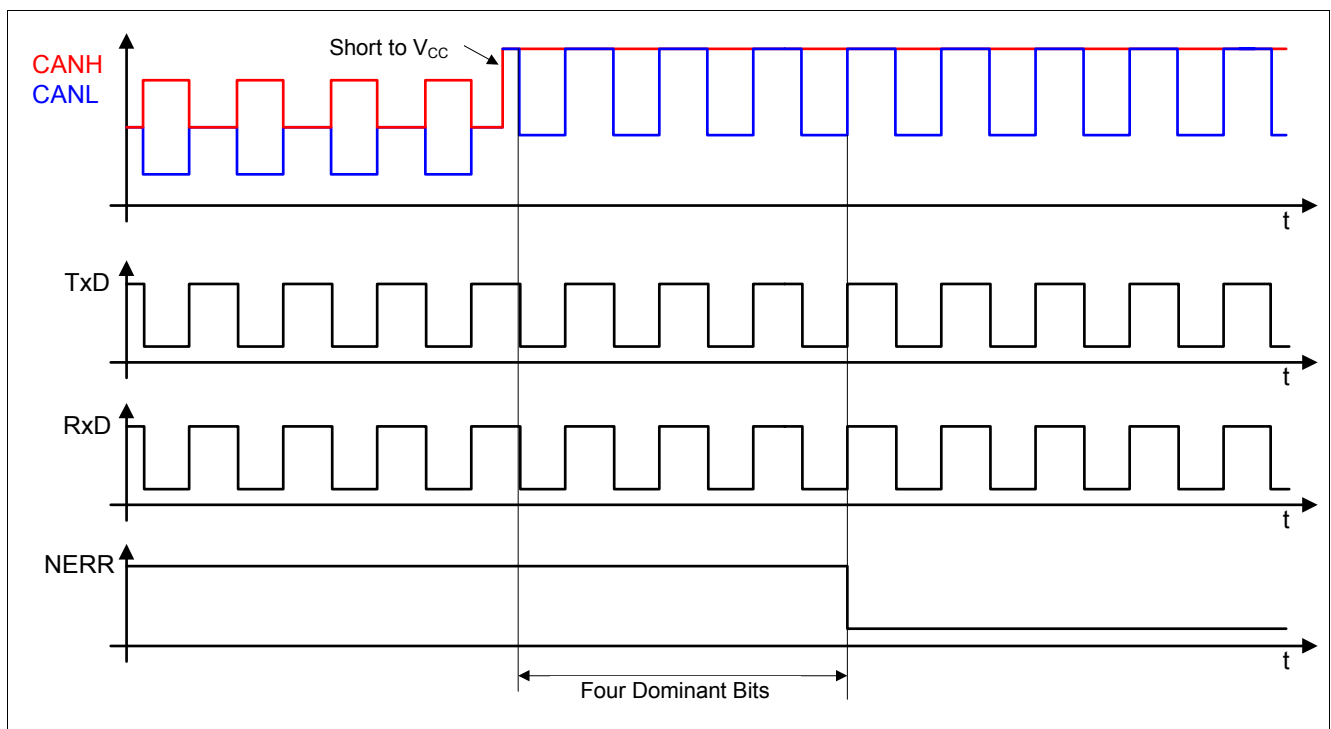 Short to VCC
CANH
CANL
t
TxD
t
RxD
t
NERR
t
Four Dominant Bits